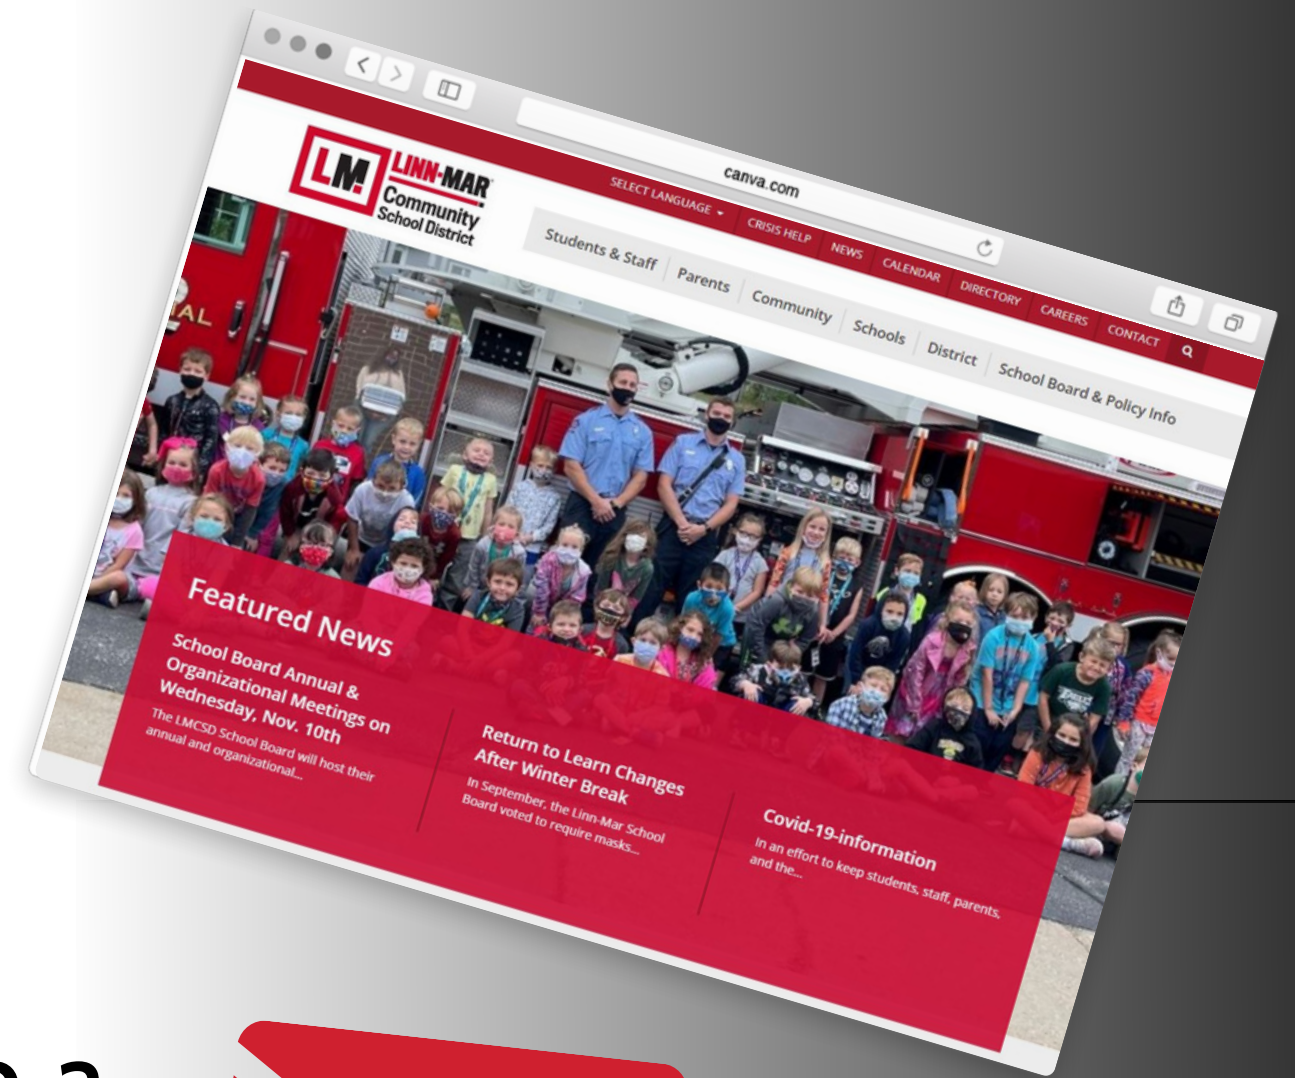 canva.com
SELECT LANGUAGE
CRISIS HELP
NEWS
CALENDAR
DIRECTORY
CAREERS
CONTACT
LM
LINN-MAR
Community
School District
Students & Staff
Parents
Community
Schools
District
School Board & Policy Info
Featured News
School Board Annual &
Organizational Meetings on
Wednesday, Nov. 10th
The LMCSD School Board will host their
annual and organizational...
Return to Learn Changes
After Winter Break
In September, the Linn-Mar School
Board voted to require masks...
Covid-19-information
In an effort to keep students, staff, parents,
and the...